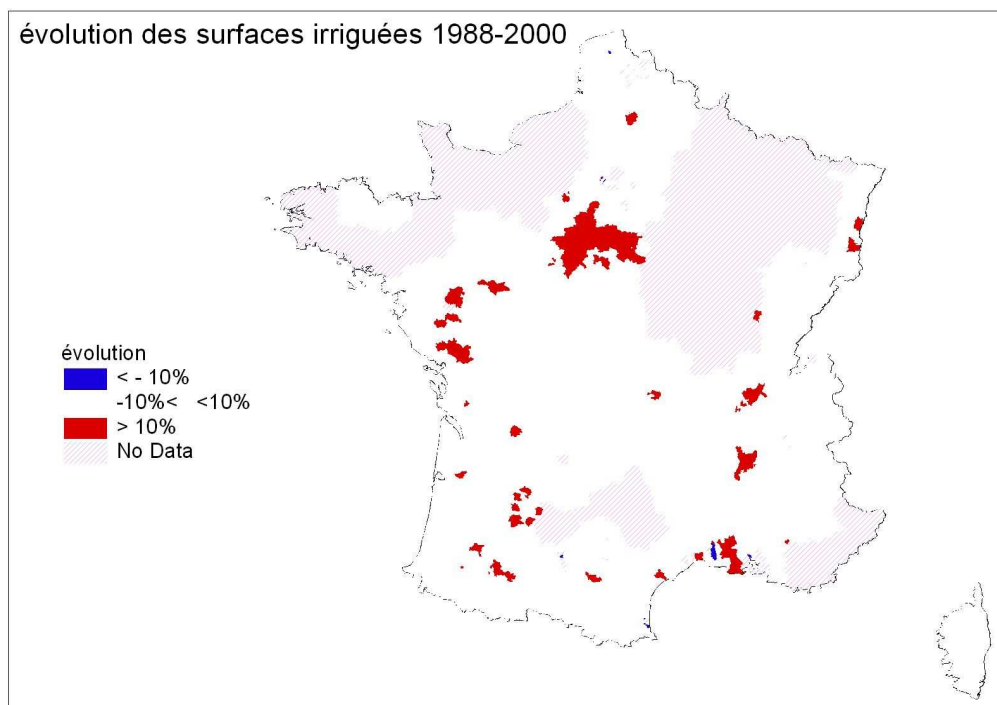 évolution des surfaces irriguées 1988-2000
évolution
< - 10%
-10%< <10%
> 10%
No Data